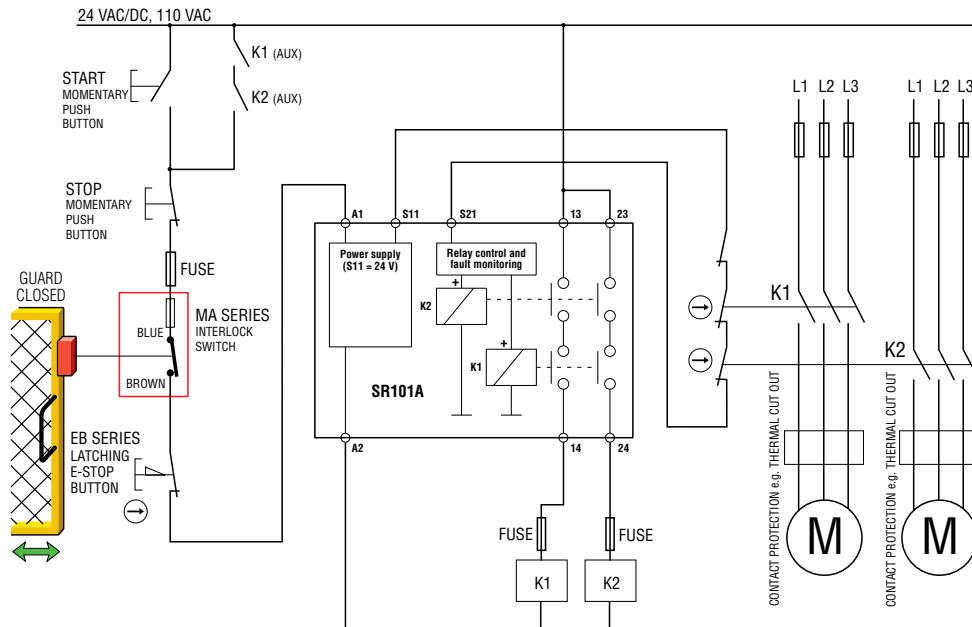 24 VAC/DC, 110 VAC
START
MOMENTARY
PUSH
BUTTON
K1 (AUX)
K2 (AUX)
STOP
MOMENTARY
PUSH
BUTTON
FUSE
GUARD
CLOSED
BLUE
BROWN
MA SERIES
INTERLOCK
SWITCH
EB SERIES
LATCHING
E-STOP
BUTTON
A1
S11
S21
13
23
Power supply
(S11 = 24 V)
Relay control and
fault monitoring
+
K2
+
K1
SR101A
A2
14
24
FUSE
FUSE
K1
K2
L1 L2 L3
L1 L2 L3
K1
K2
CONTACT PROTECTION e.g. THERMAL CUT OUT
CONTACT PROTECTION e.g. THERMAL CUT OUT
M
M